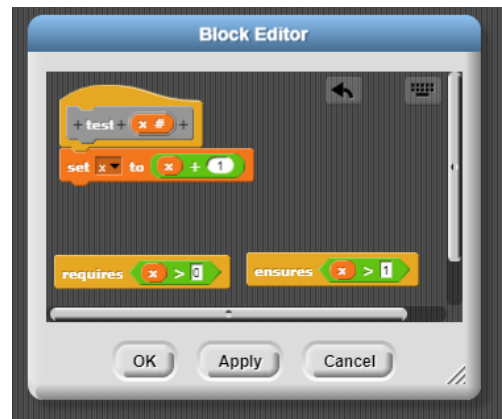 Block Editor
+ test + x # +
set x to x + 1
requires x > 0
ensures x > 1
OK Apply Cancel